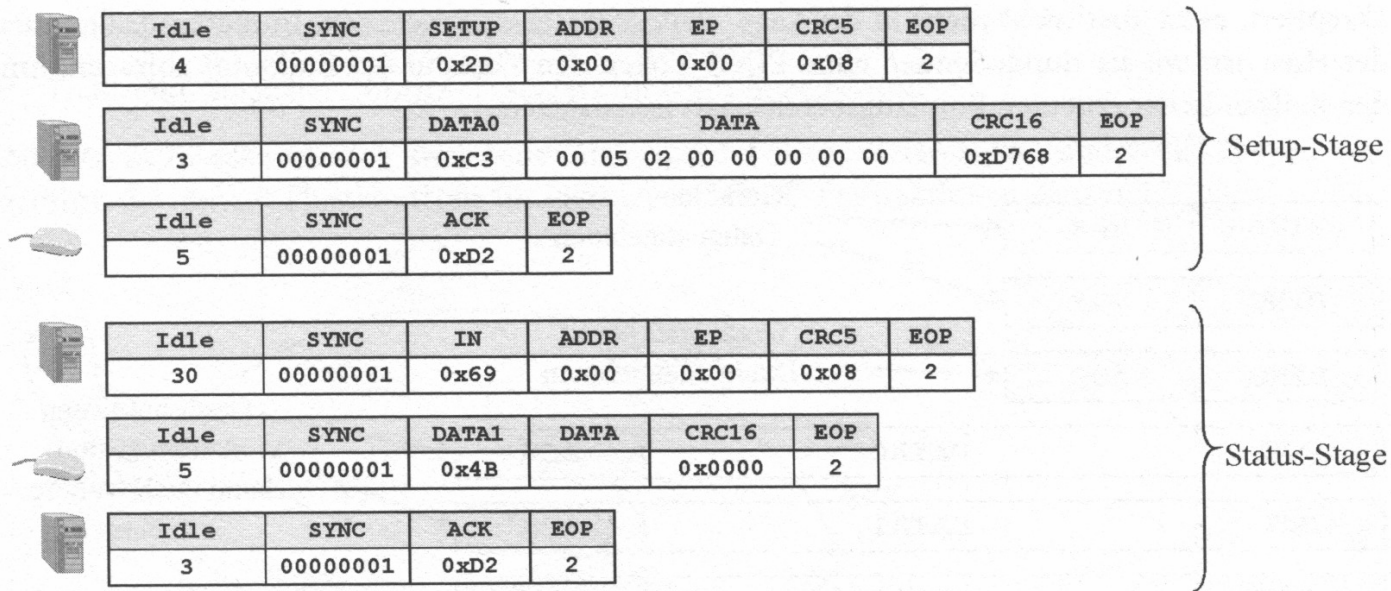 Idle SYNC SETUP ADDR EP CRC5 EOP
4 00000001 0x2D 0x00 0x00 0x08 2
Idle SYNC DATA0 DATA CRC16 EOP
3 00000001 0xC3 00 05 02 00 00 00 00 00 0xD768 2
Setup-Stage
Idle SYNC ACK EOP
5 00000001 0xD2 2
Idle SYNC IN ADDR EP CRC5 EOP
30 00000001 0x69 0x00 0x00 0x08 2
Idle SYNC DATA1 DATA CRC16 EOP
5 00000001 0x4B 0x0000 2
Status-Stage
Idle SYNC ACK EOP
3 00000001 0xD2 2